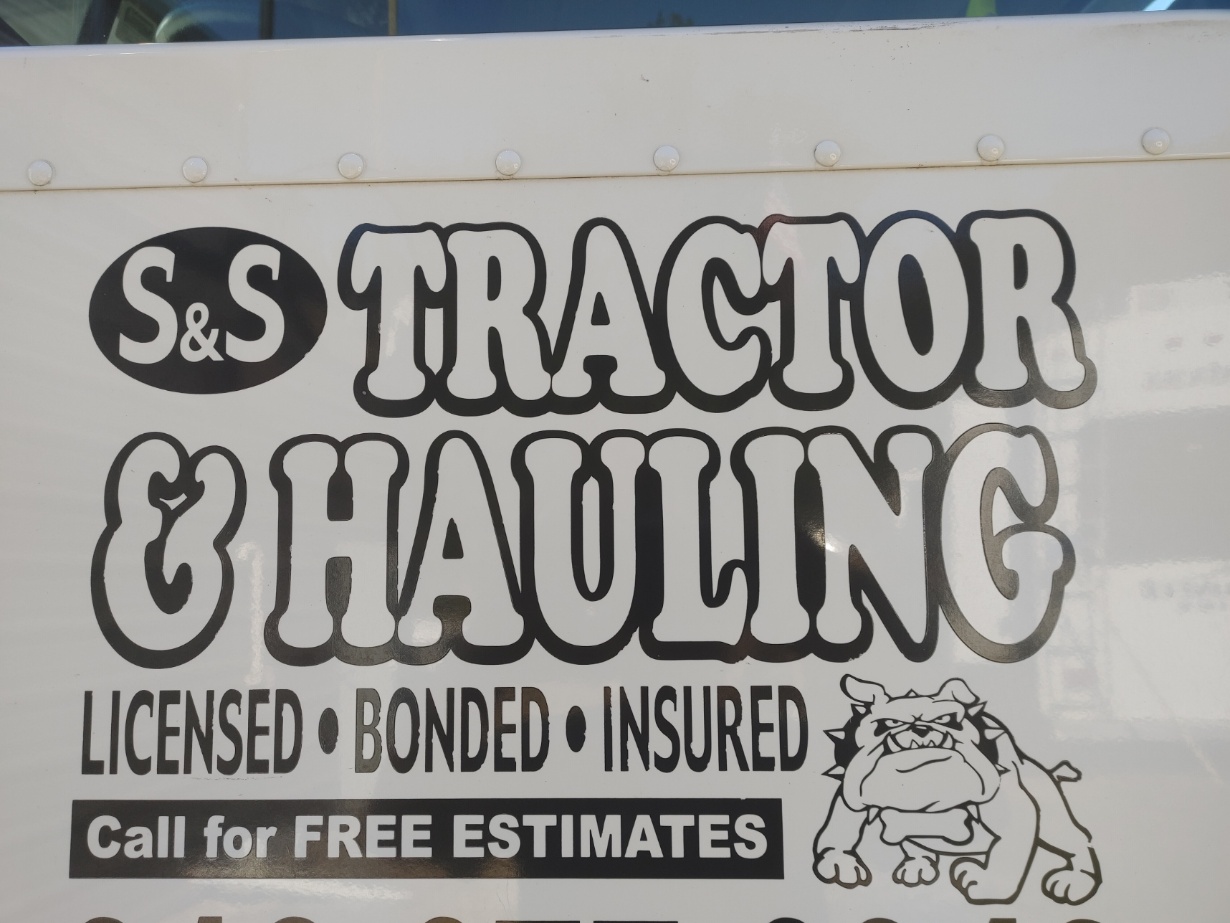 S&S TRACTOR
& HAULING
LICENSED • BONDED • INSURED
Call for FREE ESTIMATES